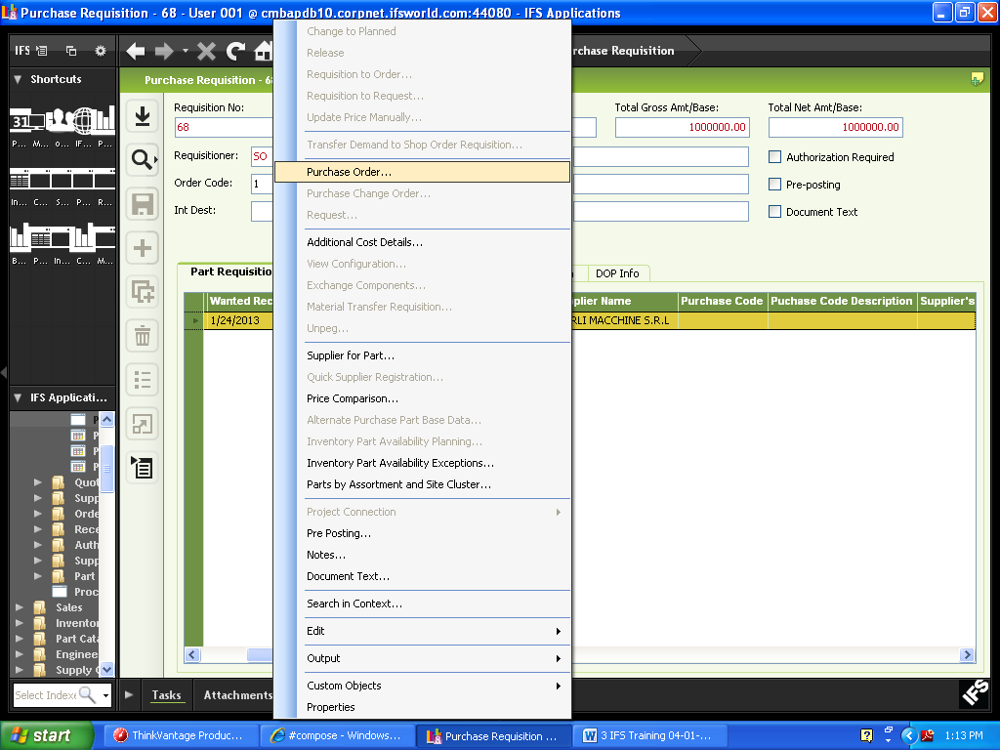 Purchase Requisition - 68 - User 001 @ cmbapdb10.corpnet.ifsworld.com:44080 - IFS Applications
IFS
rchase Requisition
Shortcuts
31
P... M... o... IF... P...
In... C... S... P... R...
B... P... In... C... M...
IFS Applicati...
P
P
P
P
Quot
Supp
Orde
Rece
Auth
Supp
Part
Proc
Sales
Inventor
Part Cata
Enginee
Supply C
Select Indexe
Purchase Requisition - 68
Requisition No:
68
Requisitioner:
SO
Order Code:
1
Int Dest:
Total Gross Amt/Base:
1000000.00
Total Net Amt/Base:
1000000.00
Authorization Required
Pre-posting
Document Text
Part Requisitio
DOP Info
Wanted Rec
plier Name
Purchase Code
Puchase Code Description
Supplier's
1/24/2013
RLI MACCHINE S.R.L
Change to Planned
Release
Requisition to Order...
Requisition to Request...
Update Price Manually...
Transfer Demand to Shop Order Requisition...
Purchase Order...
Purchase Change Order...
Request...
Additional Cost Details...
View Configuration...
Exchange Components...
Material Transfer Requisition...
Unpeg...
Supplier for Part...
Quick Supplier Registration...
Price Comparison...
Alternate Purchase Part Base Data...
Inventory Part Availability Planning...
Inventory Part Availability Exceptions...
Parts by Assortment and Site Cluster...
Project Connection
Pre Posting...
Notes...
Document Text...
Search in Context...
Edit
Output
Custom Objects
Properties
Tasks
Attachments
IFS
start
ThinkVantage Produc...
#compose - Windows...
Purchase Requisition ...
3 IFS Training 04-01-...
1:13 PM